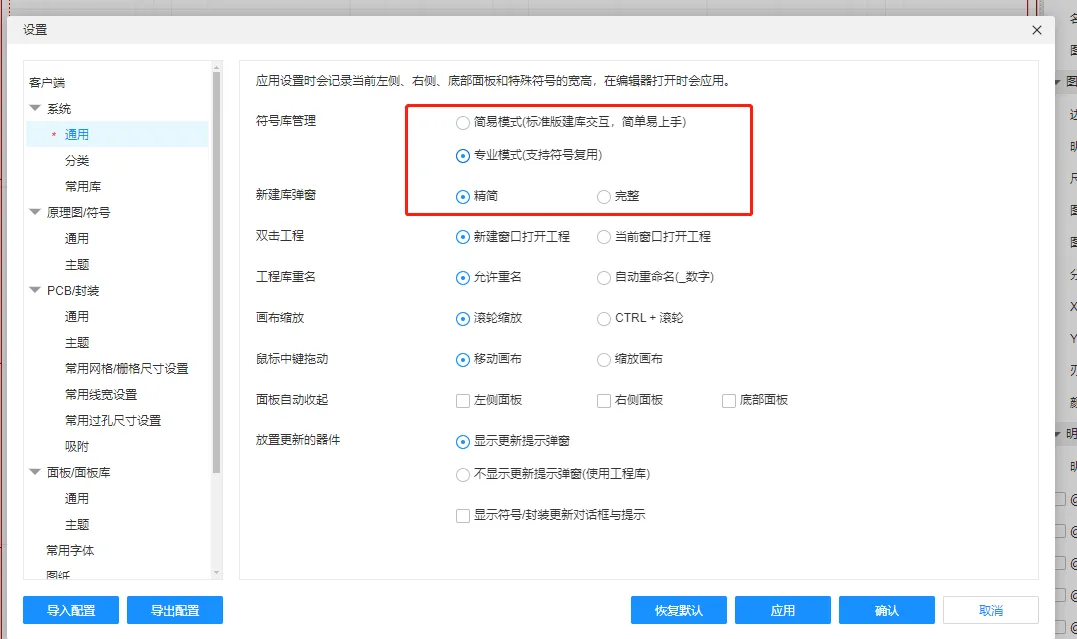 设置
客户端
系统
* 通用
分类
常用库
原理图/符号
通用
主题
PCB/封装
通用
主题
常用网格/栅格尺寸设置
常用线宽设置
常用过孔尺寸设置
吸附
面板/面板库
通用
主题
常用字体
图纸
应用设置时会记录当前左侧、右侧、底部面板和特殊符号的宽高，在编辑器打开时会应用。
符号库管理 简易模式(标准版建库交互，简单易上手)
专业模式(支持符号复用)
新建库弹窗 精简 完整
双击工程 新建窗口打开工程 当前窗口打开工程
工程库重名 允许重名 自动重命名(_数字)
画布缩放 滚轮缩放 CTRL + 滚轮
鼠标中键拖动 移动画布 缩放画布
面板自动收起 左侧面板 右侧面板 底部面板
放置更新的器件 显示更新提示弹窗
不显示更新提示弹窗(使用工程库)
显示符号/封装更新对话框与提示
导入配置 导出配置 恢复默认 应用 确认 取消